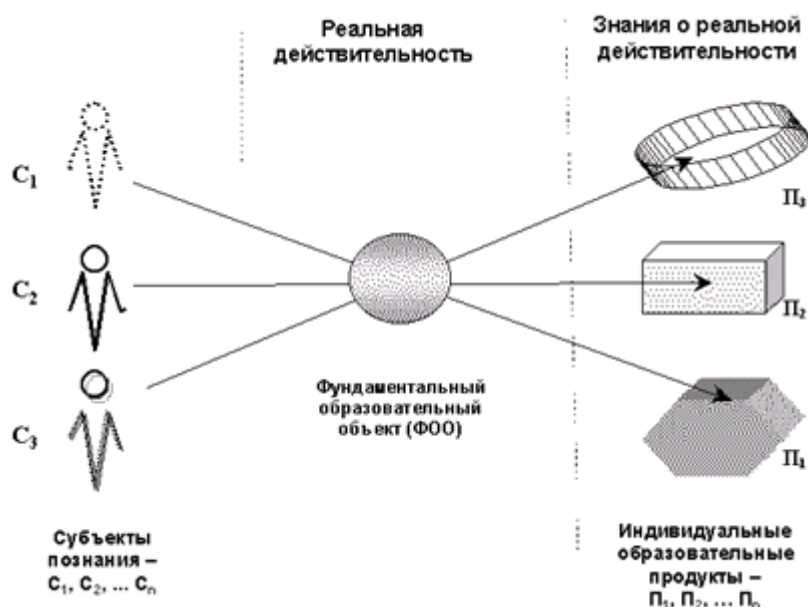 Реальная
действительность
Знания о реальной
действительности
C₁
П₃
C₂
П₂
C₃
П₁
Фундаментальный
образовательный
объект (ФОО)
Субъекты
познания –
C₁, C₂, ... Cₙ
Индивидуальные
образовательные
продукты –
П₁, П₂, ... Пₙ